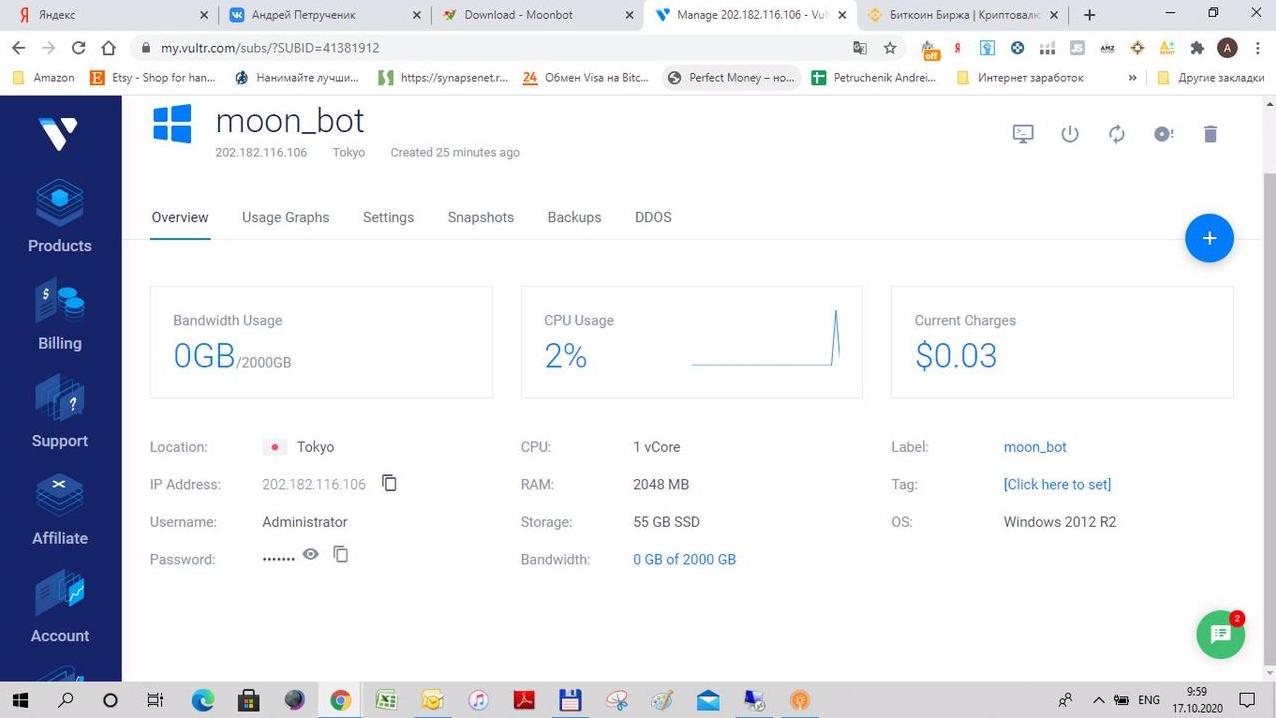 Яндекс
Андрей Петрученик
Download - Moonbot
Manage 202.182.116.106 - Vult
Биткоин Биржа | Криптовалю
my.vultr.com/subs/?SUBID=41381912
Amazon
Etsy - Shop for han...
Нанимайте лучши...
https://synapsenet.r...
Обмен Visa на Bitc...
Perfect Money – но...
Petruchenik Andrei...
Интернет заработок
»
Другие закладки
moon_bot
202.182.116.106 Tokyo Created 25 minutes ago
Overview Usage Graphs Settings Snapshots Backups DDOS
Products
Billing
Support
Affiliate
Account
Bandwidth Usage
0GB/2000GB
CPU Usage
2%
Current Charges
$0.03
Location: Tokyo
IP Address: 202.182.116.106
Username: Administrator
Password: •••••••
CPU: 1 vCore
RAM: 2048 MB
Storage: 55 GB SSD
Bandwidth: 0 GB of 2000 GB
Label: moon_bot
Tag: [Click here to set]
OS: Windows 2012 R2
2
ENG
9:59
17.10.2020